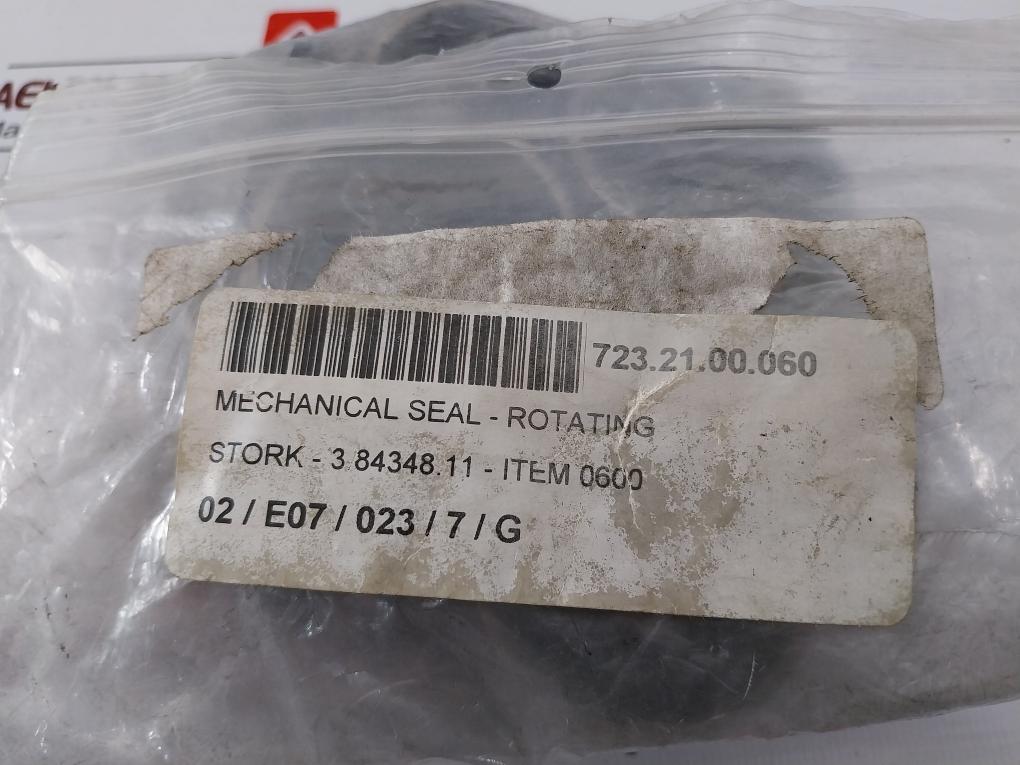 723.21.00.060
MECHANICAL SEAL - ROTATING
STORK - 3.84348.11 - ITEM 0600
02 / E07 / 023 / 7 / G